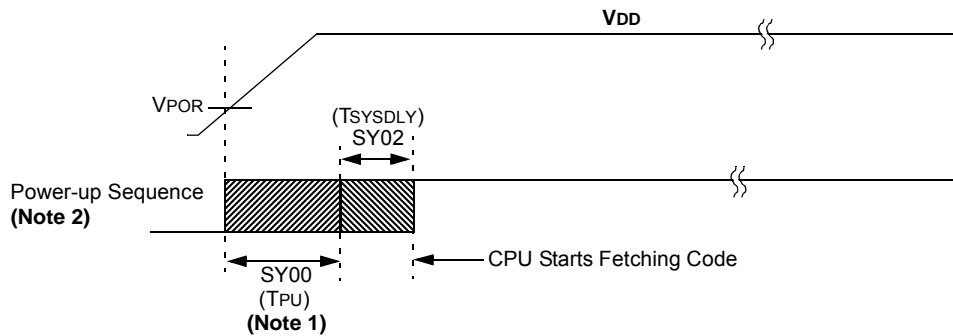 VDD
VPOR
(TSYSDLY)
SY02
Power-up Sequence
(Note 2)
CPU Starts Fetching Code
SY00
(TPU)
(Note 1)